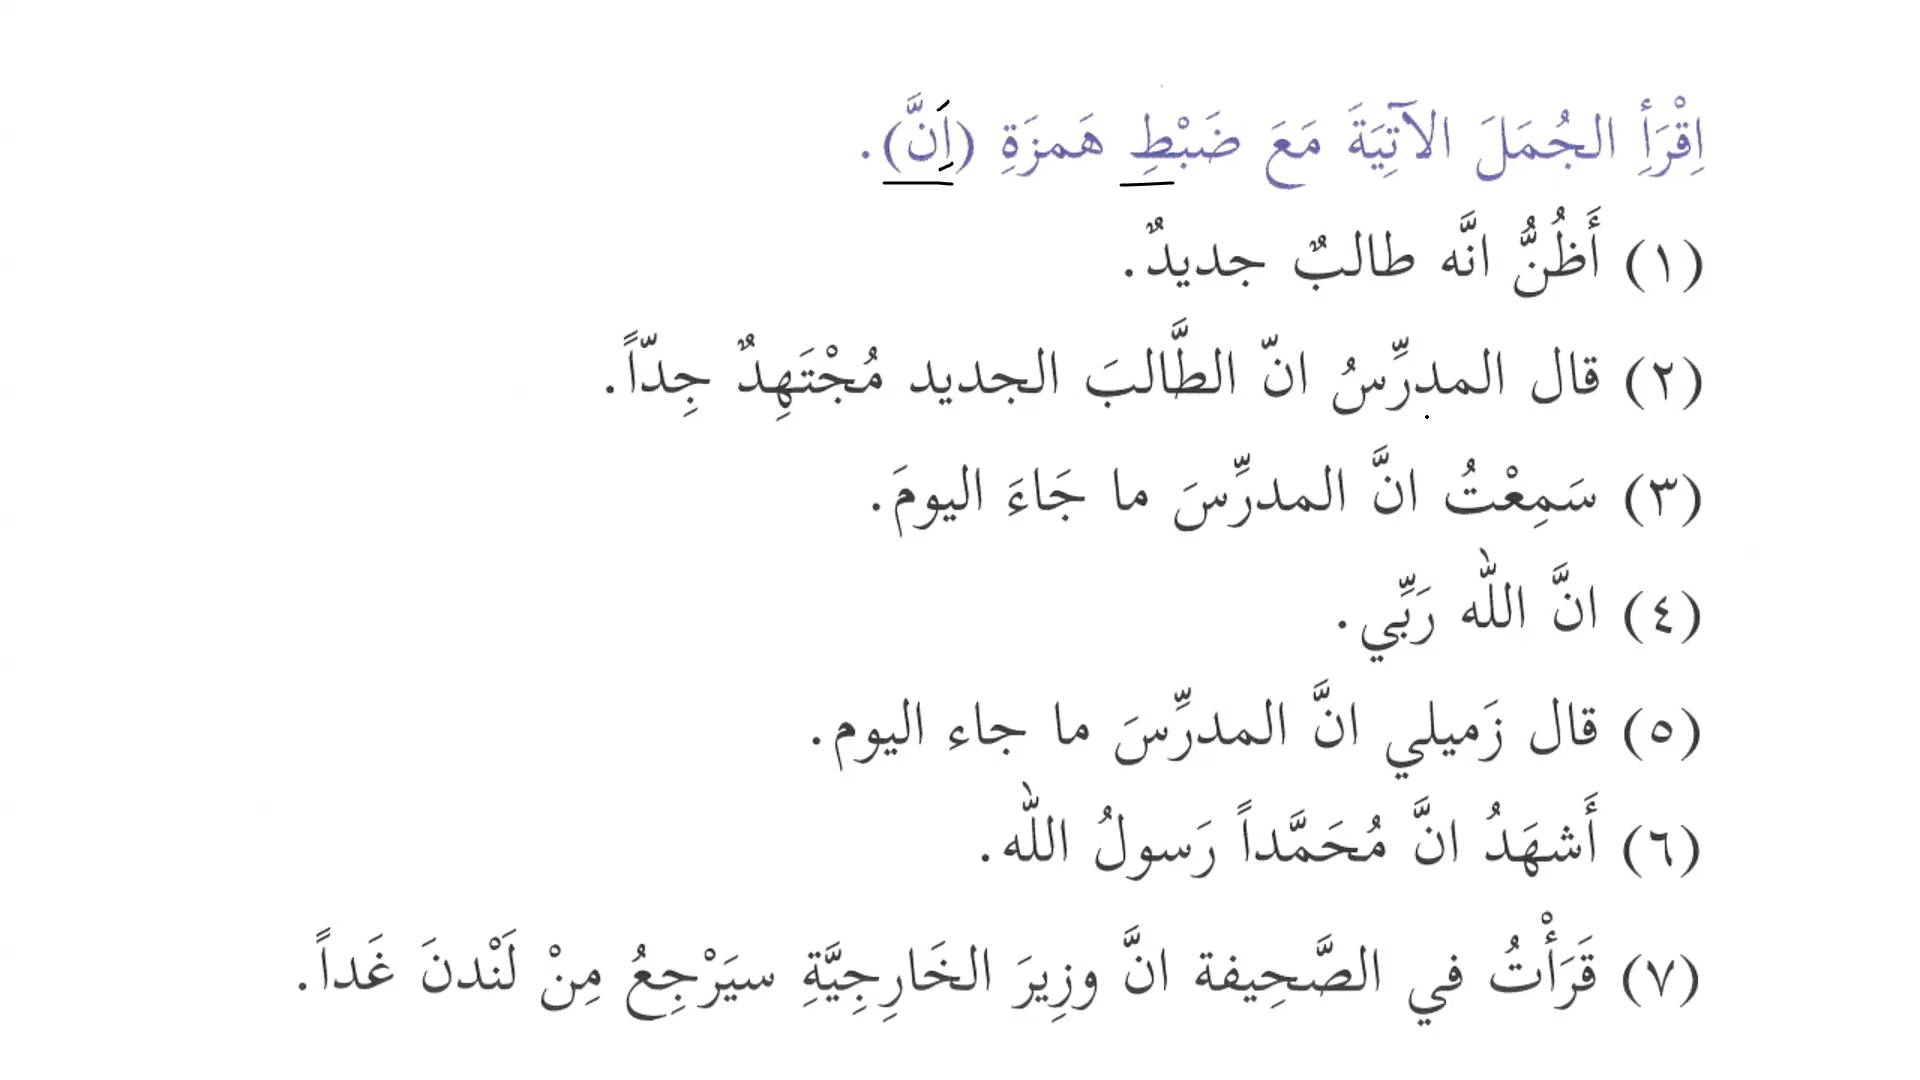 اِقْرَأِ الجُمَلَ الآتِيَةَ مَعَ ضَبْطِ هَمزَةِ (اِنَّ).
(١) أَظُنُّ انَّه طالبٌ جديدٌ.
(٢) قال المدرِّسُ انّ الطَّالبَ الجديد مُجْتَهِدٌ جِدّاً.
(٣) سَمِعْتُ انَّ المدرِّسَ ما جَاءَ اليومَ.
(٤) انَّ اللّٰه رَبِّي.
(٥) قال زَميلي انَّ المدرِّسَ ما جاء اليوم.
(٦) أَشهَدُ انَّ مُحَمَّداً رَسولُ اللّٰه.
(٧) قَرَأْتُ في الصَّحِيفة انَّ وزِيرَ الخَارِجِيَّةِ سيَرْجِعُ مِنْ لَنْدنَ غَداً.